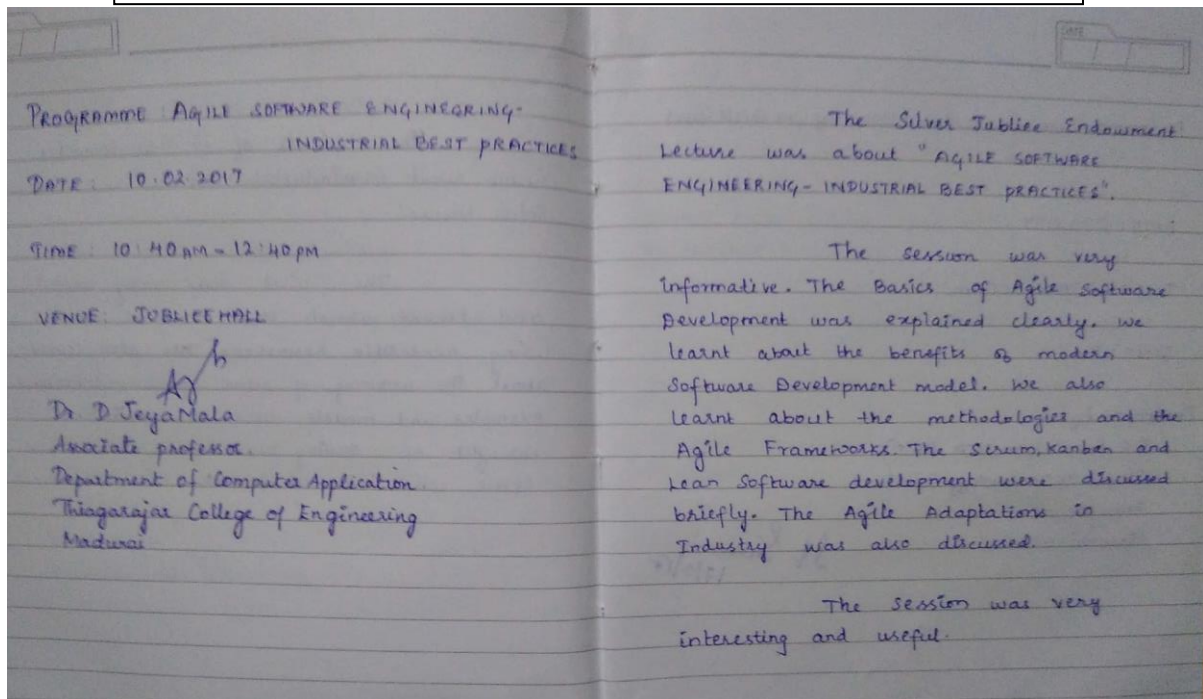 PROGRAMME: AGILE SOFTWARE ENGINEERING-
INDUSTRIAL BEST PRACTICES
DATE: 10.02.2017
TIME: 10:40 AM - 12:40 PM
VENUE: JUBLICE HALL
Dr. D. JeyaMala
Associate professor.
Department of Computer Application
Thiagarajar College of Engineering
Madurai
DATE
The Silver Jubliee Endowment
Lecture was about "AGILE SOFTWARE
ENGINEERING- INDUSTRIAL BEST PRACTICES".
The session was very
informative. The Basics of Agile Software
Development was explained clearly. We
learnt about the benefits of modern
Software Development model. We also
learnt about the methodologies and the
Agile Frameworks. The Scrum, Kanban and
Lean Software development were discussed
briefly. The Agile Adaptations in
Industry was also discussed.
The session was very
interesting and useful.